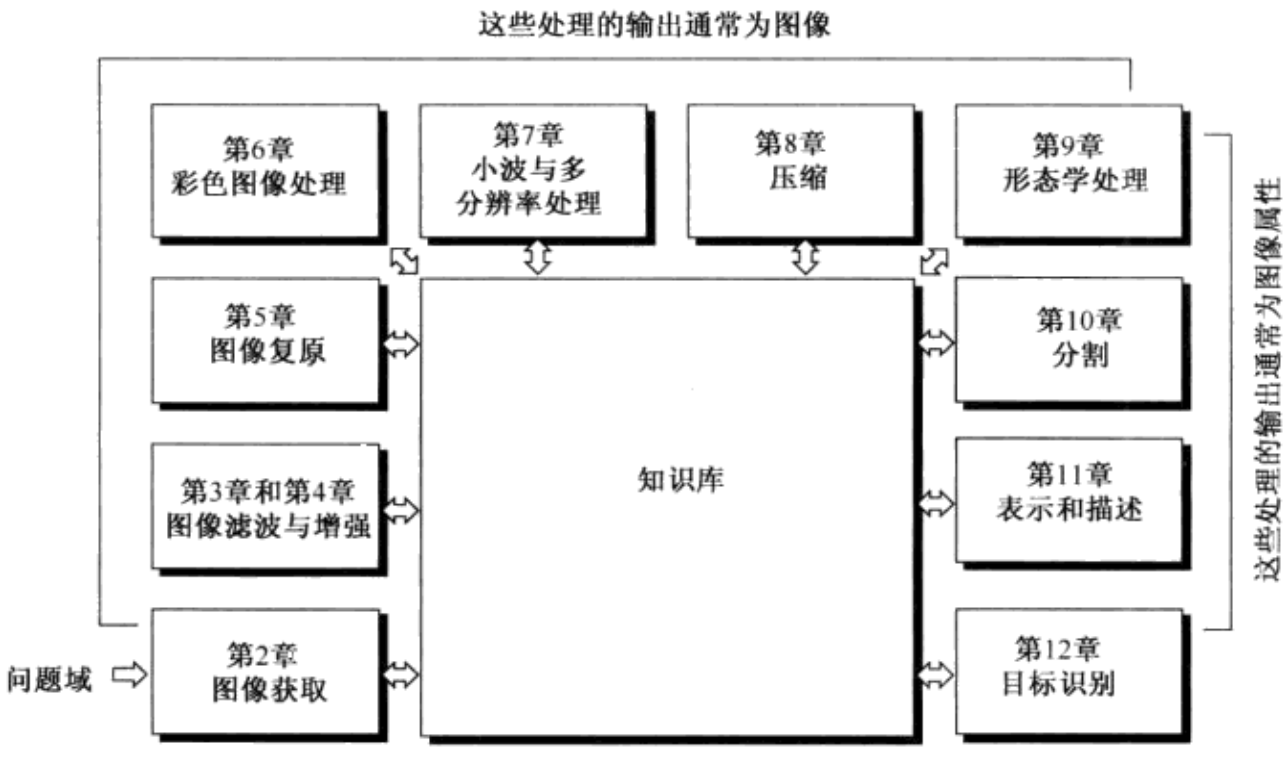 这些处理的输出通常为图像
第6章
彩色图像处理
第7章
小波与多
分辨率处理
第8章
压缩
第9章
形态学处理
第5章
图像复原
第10章
分割
第3章和第4章
图像滤波与增强
知识库
第11章
表示和描述
问题域
第2章
图像获取
第12章
目标识别
这些处理的输出通常为图像属性